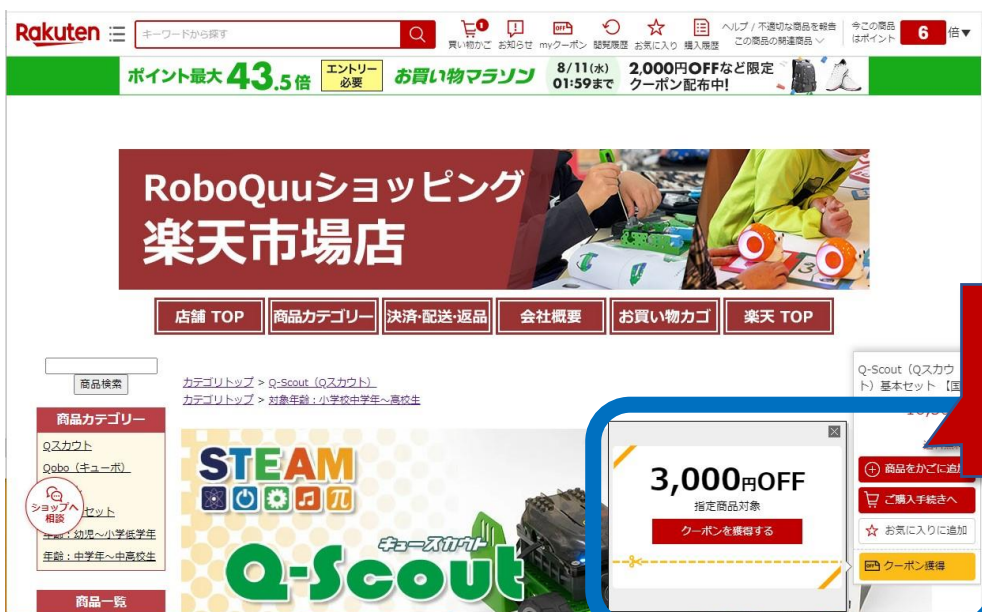 Rakuten
キーワードから探す
0
買い物かご お知らせ myクーポン 閲覧履歴 お気に入り 購入履歴
ヘルプ / 不適切な商品を報告
この商品の関連商品
今この商品
はポイント
6 倍▼
ポイント最大 43.5倍
エントリー
必要
お買い物マラソン
8/11(水)
01:59まで
2,000円OFFなど限定
クーポン配布中!
RoboQuuショッピング
楽天市場店
店舗 TOP 商品カテゴリー 決済・配送・返品 会社概要 お買い物カゴ 楽天 TOP
商品検索
カテゴリトップ > Q-Scout（Qスカウト）
カテゴリトップ > 対象年齢：小学校中学年～高校生
商品カテゴリー
Qスカウト
Qobo（キューボ）
セット
年齢：幼児～小学低学年
年齢：中学年～中高校生
ショップへ
相談
商品一覧
STEAM
π
キュースカウト
Q-Scout
3,000円OFF
指定商品対象
クーポンを獲得する
Q-Scout（Qスカウ
ト）基本セット 【国
商品をかごに追加
ご購入手続きへ
お気に入りに追加
OFF クーポン獲得